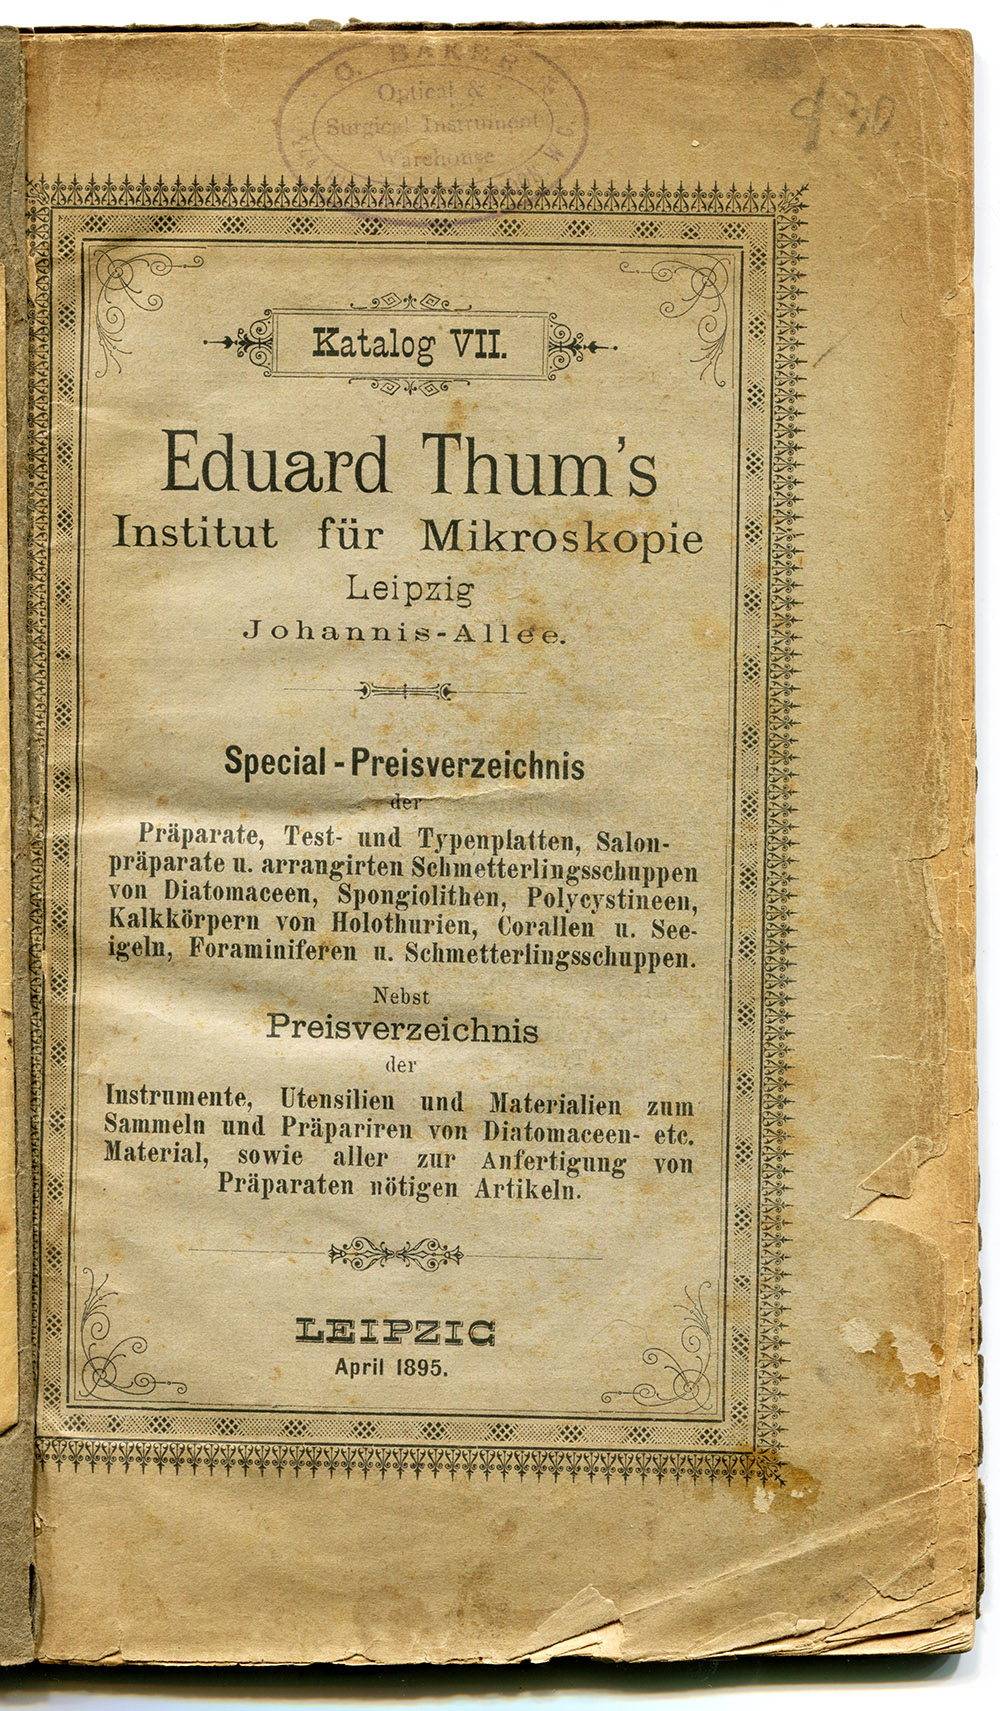 O. BAKER
Optical &
Surgical Instrument
Warehouse
Katalog VII.
Eduard Thum's
Institut für Mikroskopie
Leipzig
Johannis-Allee.
Special-Preisverzeichnis
der
Präparate, Test- und Typenplatten, Salon-
präparate u. arrangirten Schmetterlingsschuppen
von Diatomaceen, Spongiolithen, Polycystineen,
Kalkkörpern von Holothurien, Corallen u. See-
igeln, Foraminiferen u. Schmetterlingsschuppen.
Nebst
Preisverzeichnis
der
Instrumente, Utensilien und Materialien zum
Sammeln und Präpariren von Diatomaceen- etc.
Material, sowie aller zur Anfertigung von
Präparaten nötigen Artikeln.
LEIPZIG
April 1895.